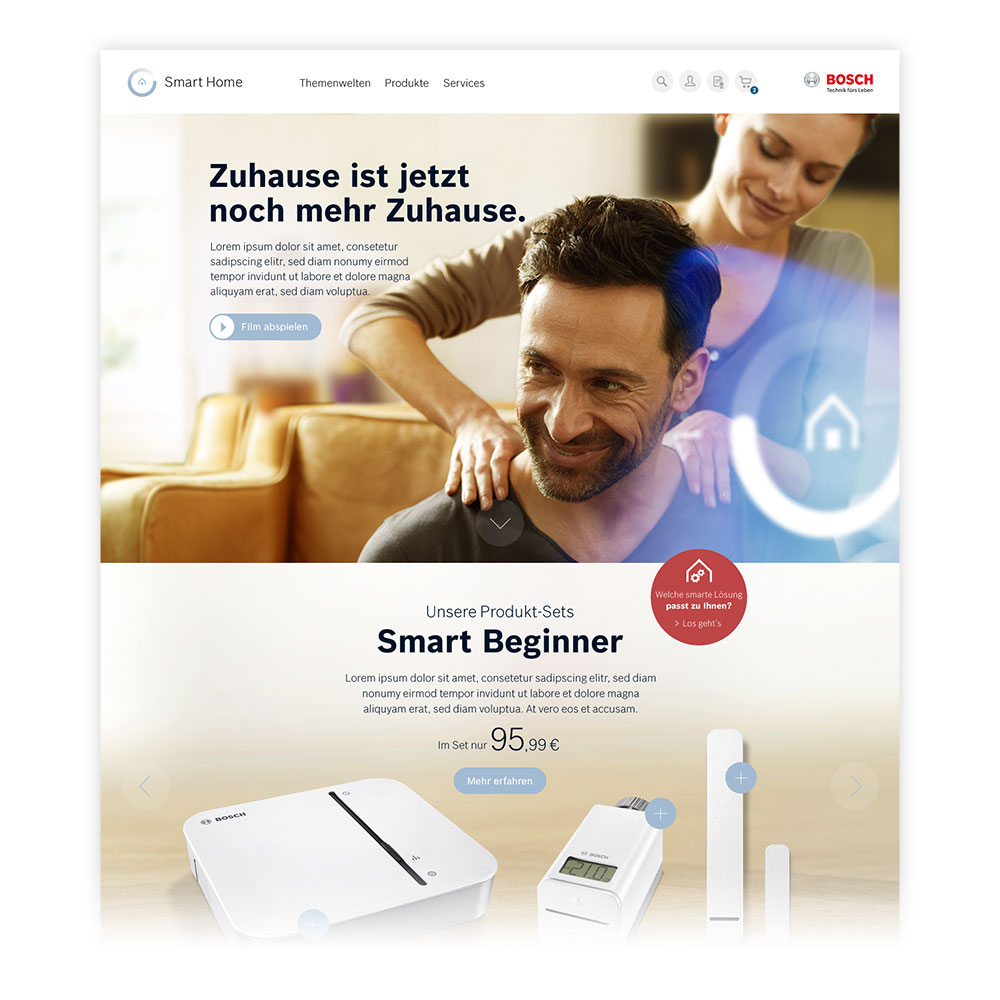 Smart Home
Themenwelten Produkte Services
2
BOSCH
Technik fürs Leben
Zuhause ist jetzt
noch mehr Zuhause.
Lorem ipsum dolor sit amet, consetetur
sadipscing elitr, sed diam nonumy eirmod
tempor invidunt ut labore et dolore magna
aliquyam erat, sed diam voluptua.
Film abspielen
Welche smarte Lösung
passt zu Ihnen?
Los geht's
Unsere Produkt-Sets
Smart Beginner
Lorem ipsum dolor sit amet, consetur sadipscing elitr, sed diam
nonumy eirmod tempor invidunt ut labore et dolore magna
aliquyam, sed diam voluptua. At vero eos et accusam.
Im Set nur 95,99 €
Mehr erfahren
BOSCH
BOSCH
21.0